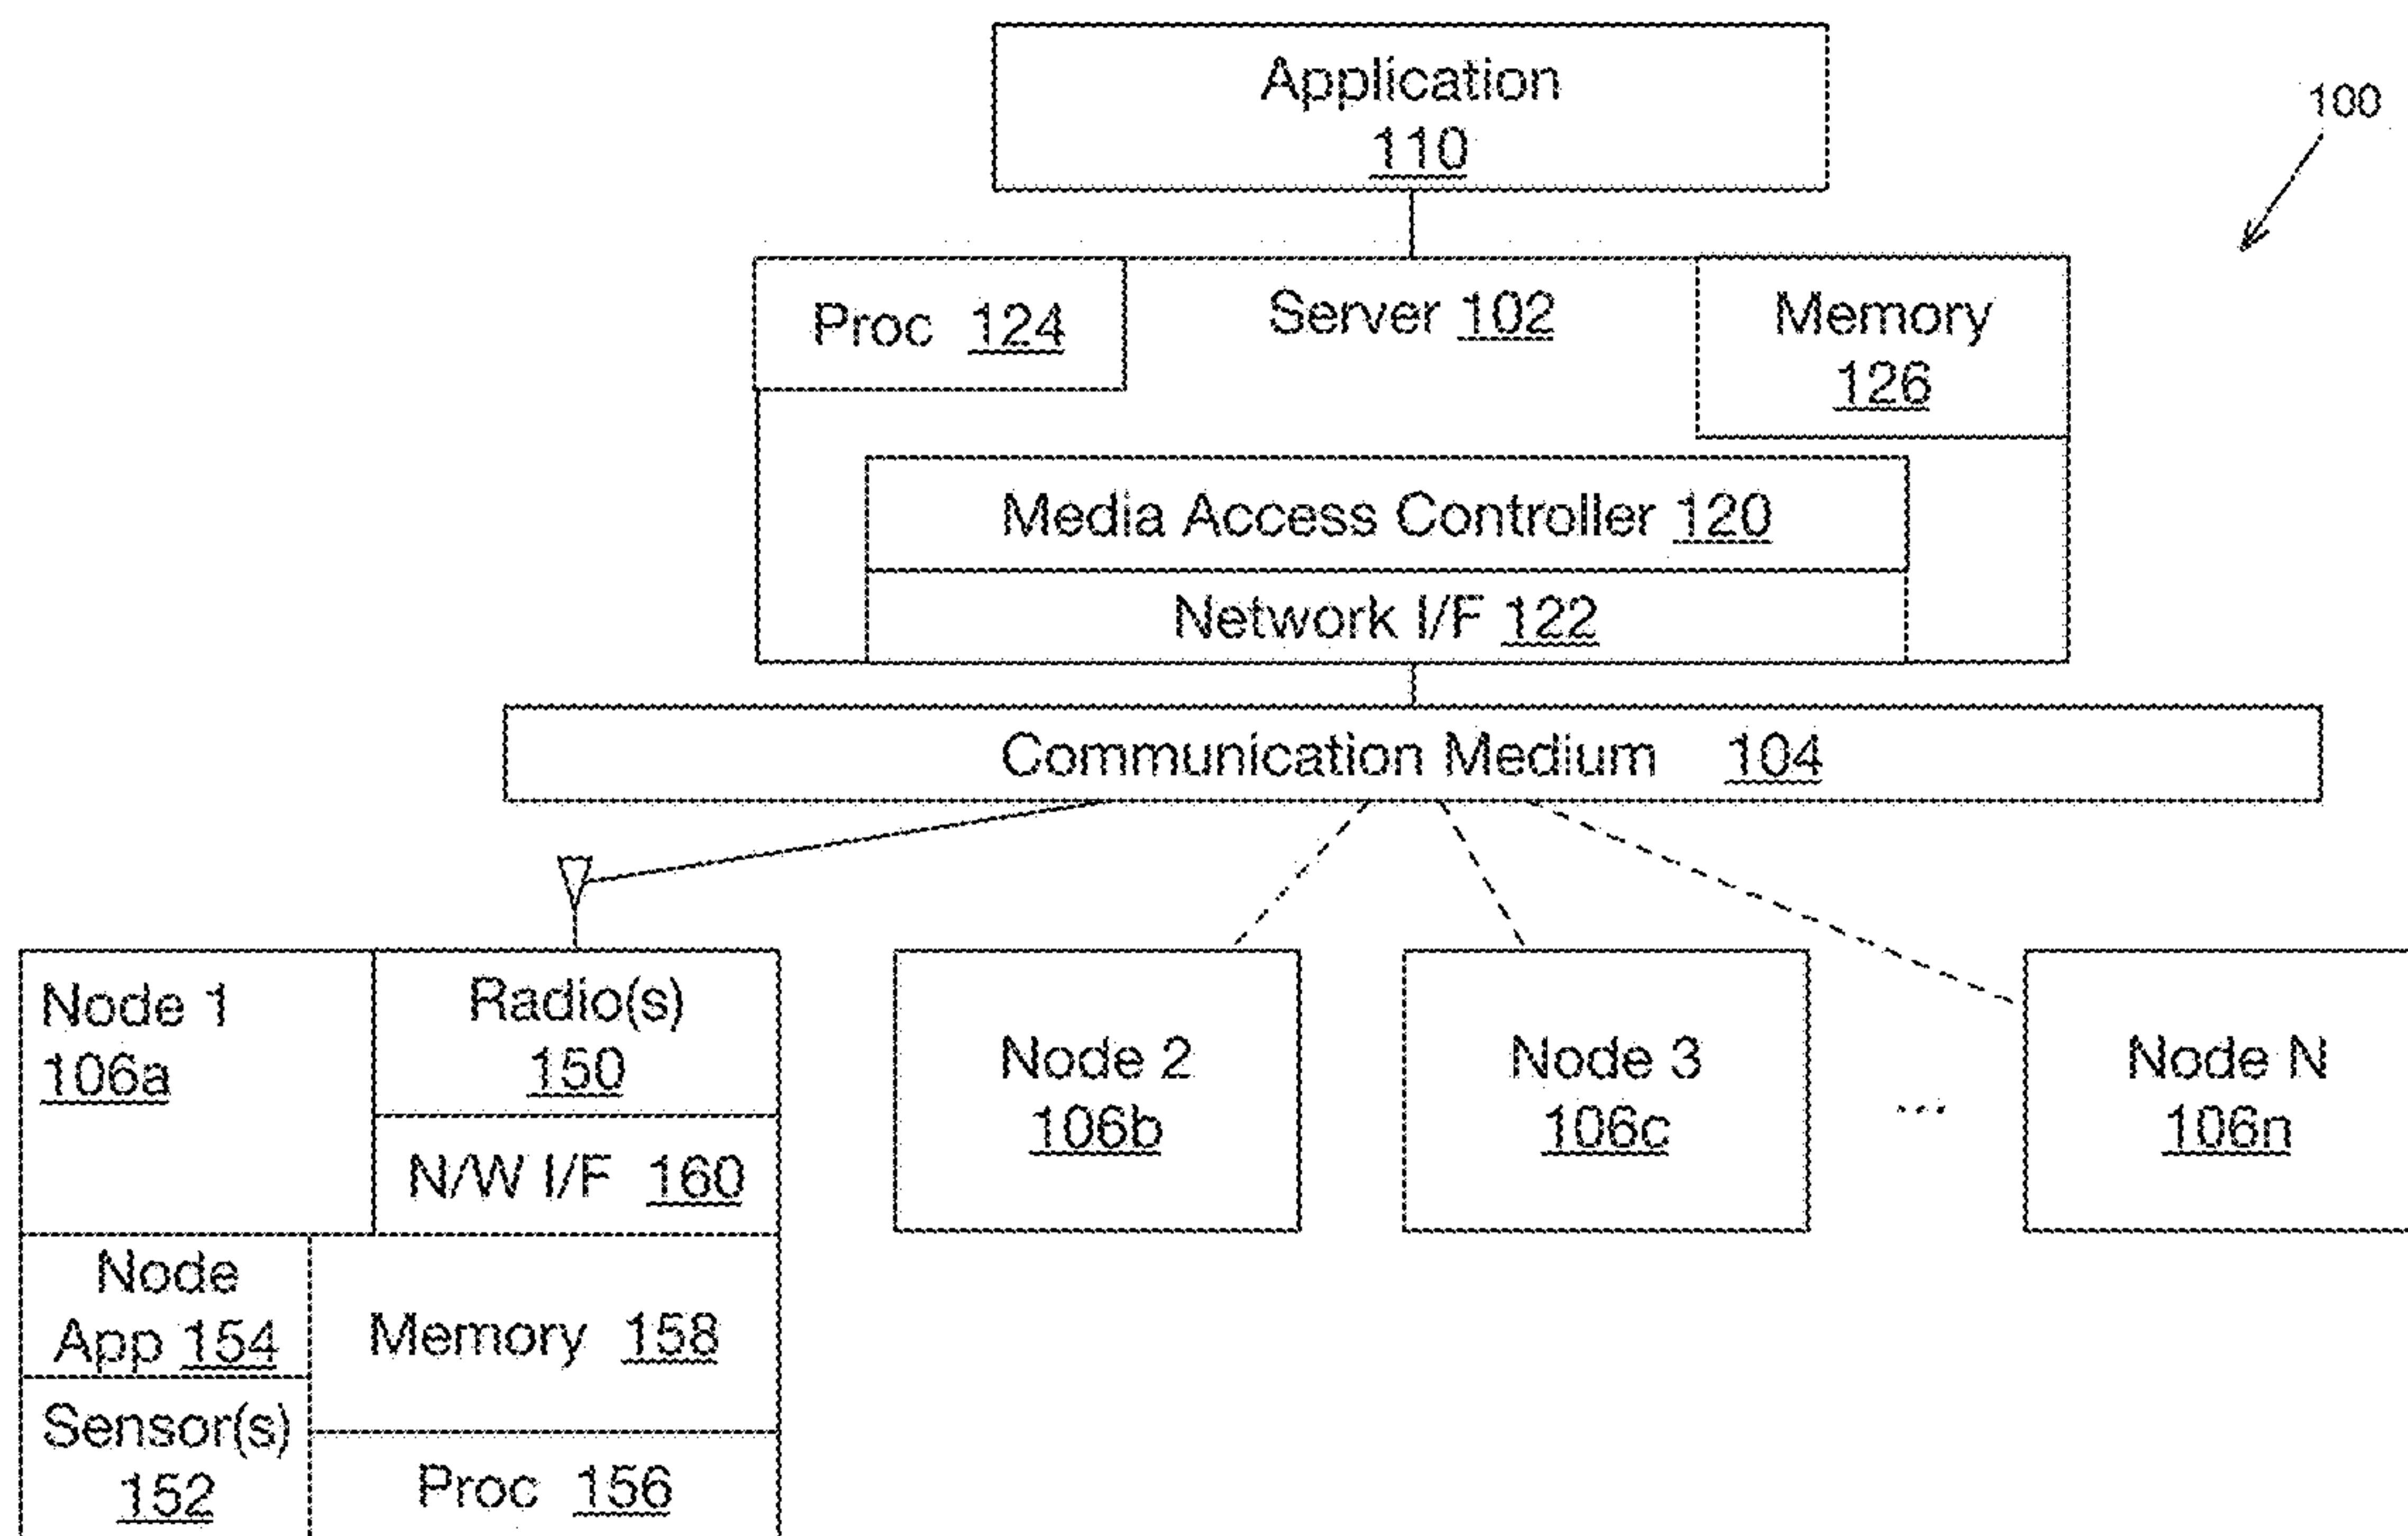 Application
110
100
Proc 124
Server 102
Memory
126
Media Access Controller 120
Network I/F 122
Communication Medium 104
Node 1
106a
Radio(s)
150
N/W I/F 160
Node
App 154
Memory 158
Sensor(s)
152
Proc 156
Node 2
106b
Node 3
106c
...
Node N
106n